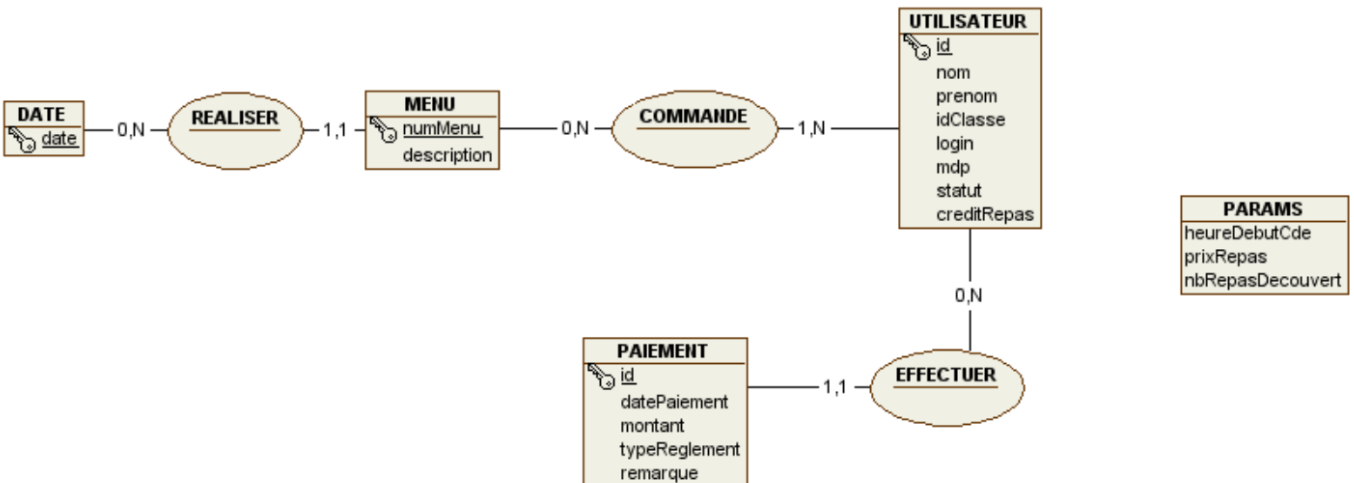 UTILISATEUR
id
nom
prenom
idClasse
login
mdp
statut
creditRepas
DATE
date
0,N
REALISER
1,1
MENU
numMenu
description
0,N
COMMANDE
1,N
PARAMS
heureDebutCde
prixRepas
nbRepasDecouvert
0,N
PAIEMENT
id
datePaiement
montant
typeReglement
remarque
1,1
EFFECTUER